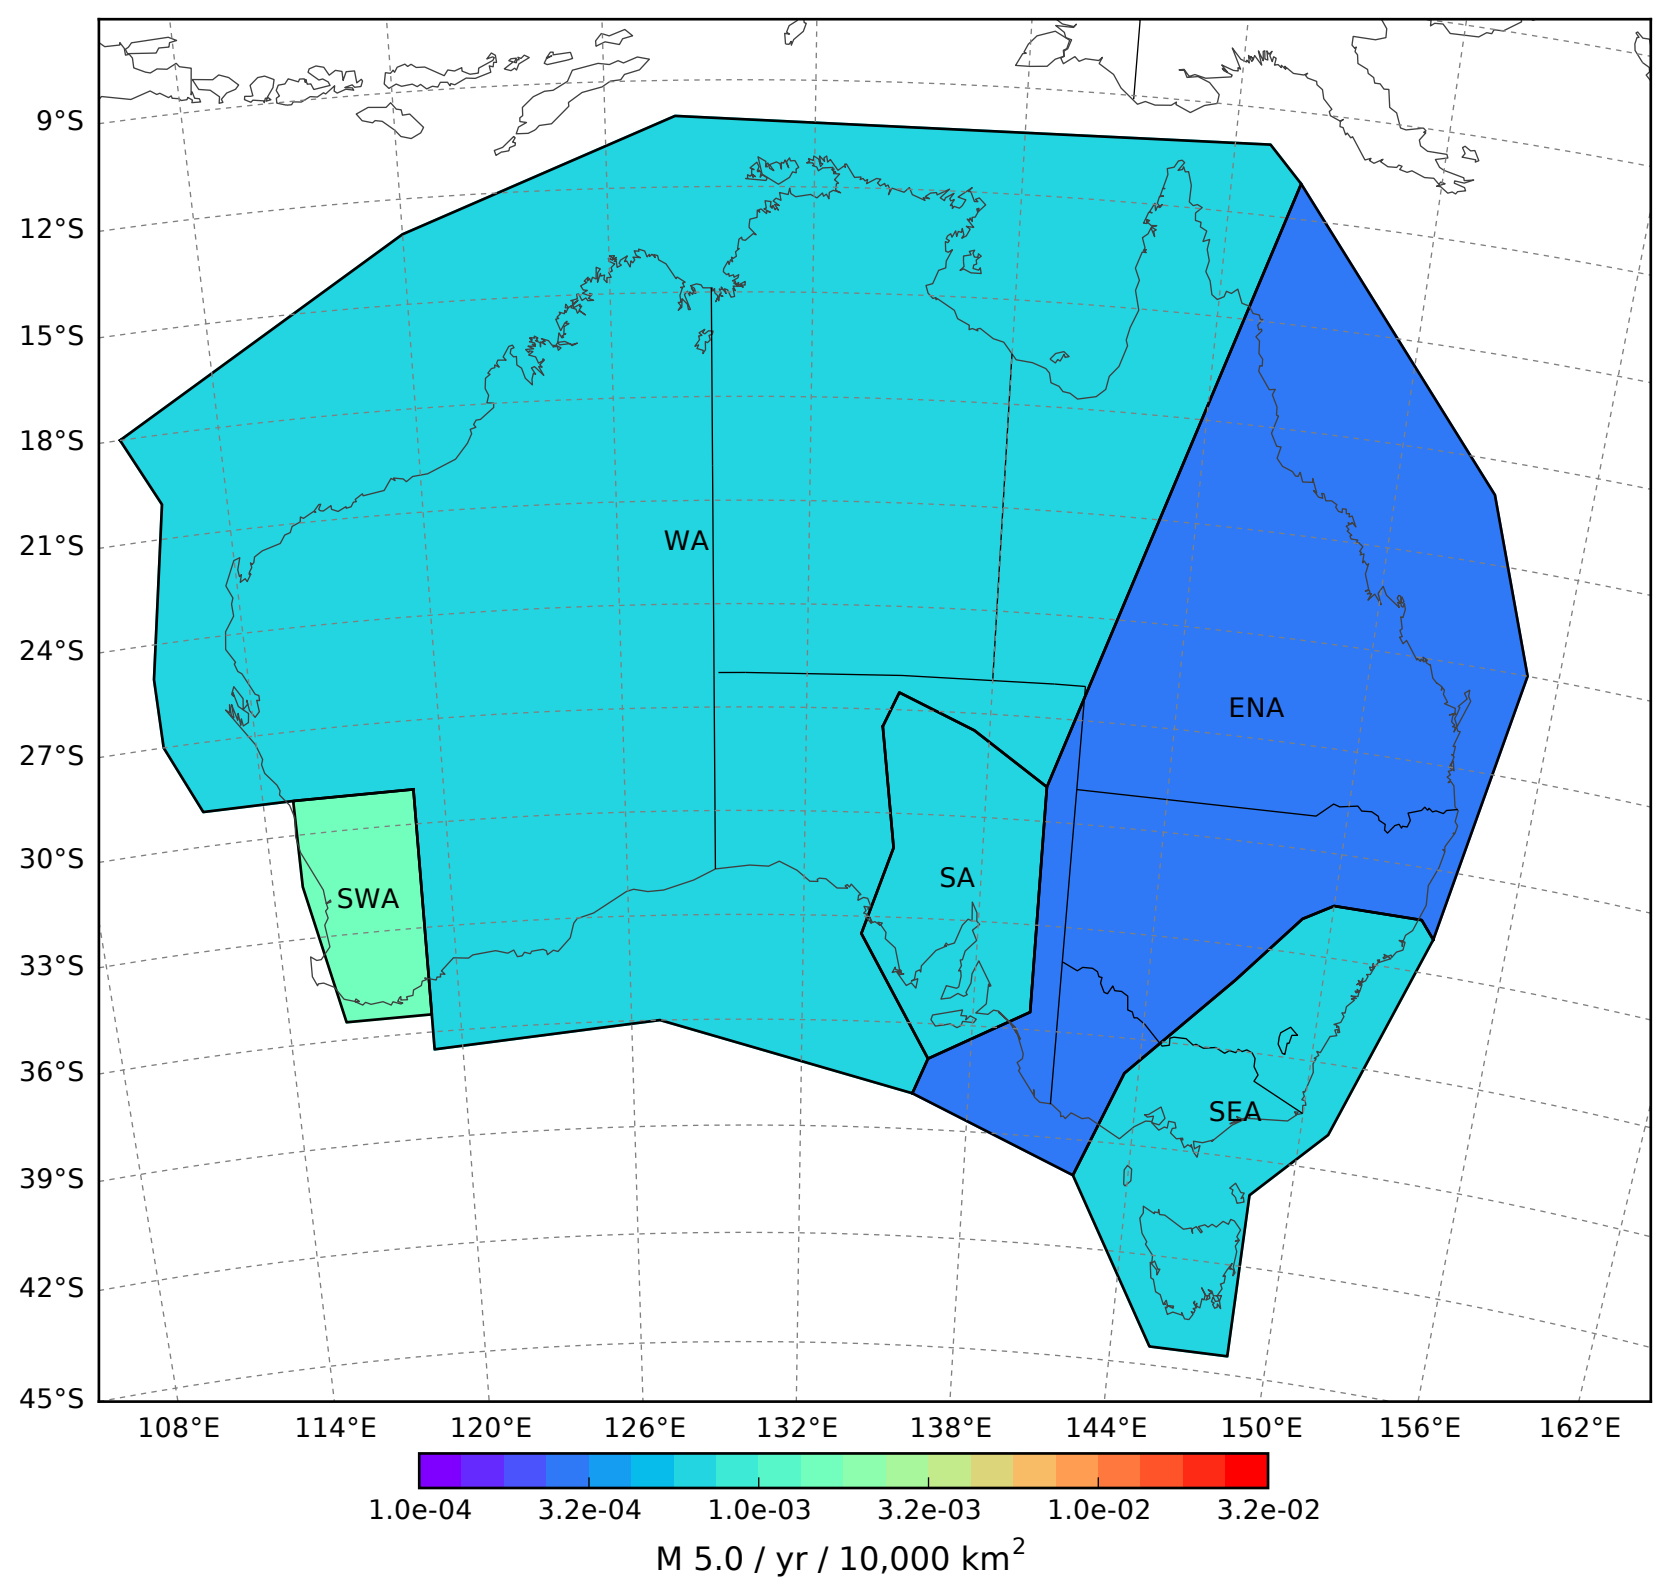 9°S
12°S
15°S
18°S
21°S
24°S
27°S
30°S
33°S
36°S
39°S
42°S
45°S
WA
ENA
SA
SWA
SEA
108°E 114°E 120°E 126°E 132°E 138°E 144°E 150°E 156°E 162°E
1.0e-04 3.2e-04 1.0e-03 3.2e-03 1.0e-02 3.2e-02
M 5.0 / yr / 10,000 km²